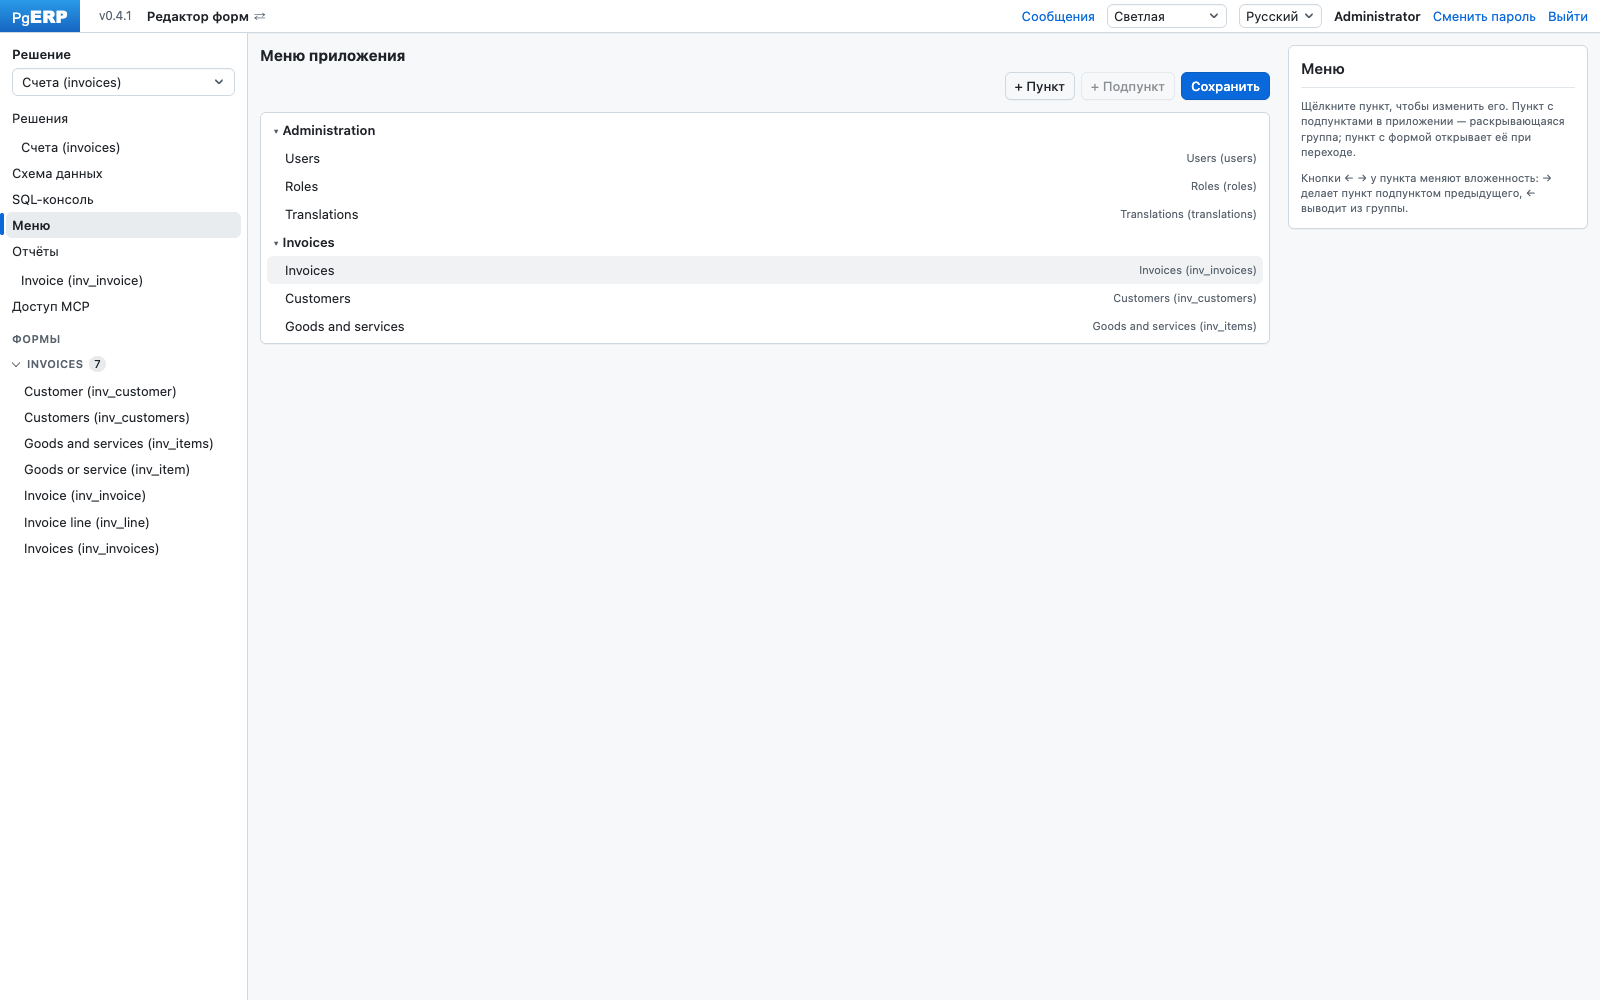 PgERP v0.4.1 Редактор форм ⇄ Сообщения Светлая Русский Administrator Сменить пароль Выйти
Решение
Счета (invoices)
Решения
Счета (invoices)
Схема данных
SQL-консоль
Меню
Отчёты
Invoice (inv_invoice)
Доступ MCP
ФОРМЫ
INVOICES 7
Customer (inv_customer)
Customers (inv_customers)
Goods and services (inv_items)
Goods or service (inv_item)
Invoice (inv_invoice)
Invoice line (inv_line)
Invoices (inv_invoices)
Меню приложения
+ Пункт + Подпункт Сохранить
Administration
Users Users (users)
Roles Roles (roles)
Translations Translations (translations)
Invoices
Invoices Invoices (inv_invoices)
Customers Customers (inv_customers)
Goods and services Goods and services (inv_items)
Меню
Щёлкните пункт, чтобы изменить его. Пункт с
подпунктами в приложении — раскрывающаяся
группа; пункт с формой открывает её при
переходе.
Кнопки ← → у пункта меняют вложенность: →
делает пункт подпунктом предыдущего, ←
выводит из группы.